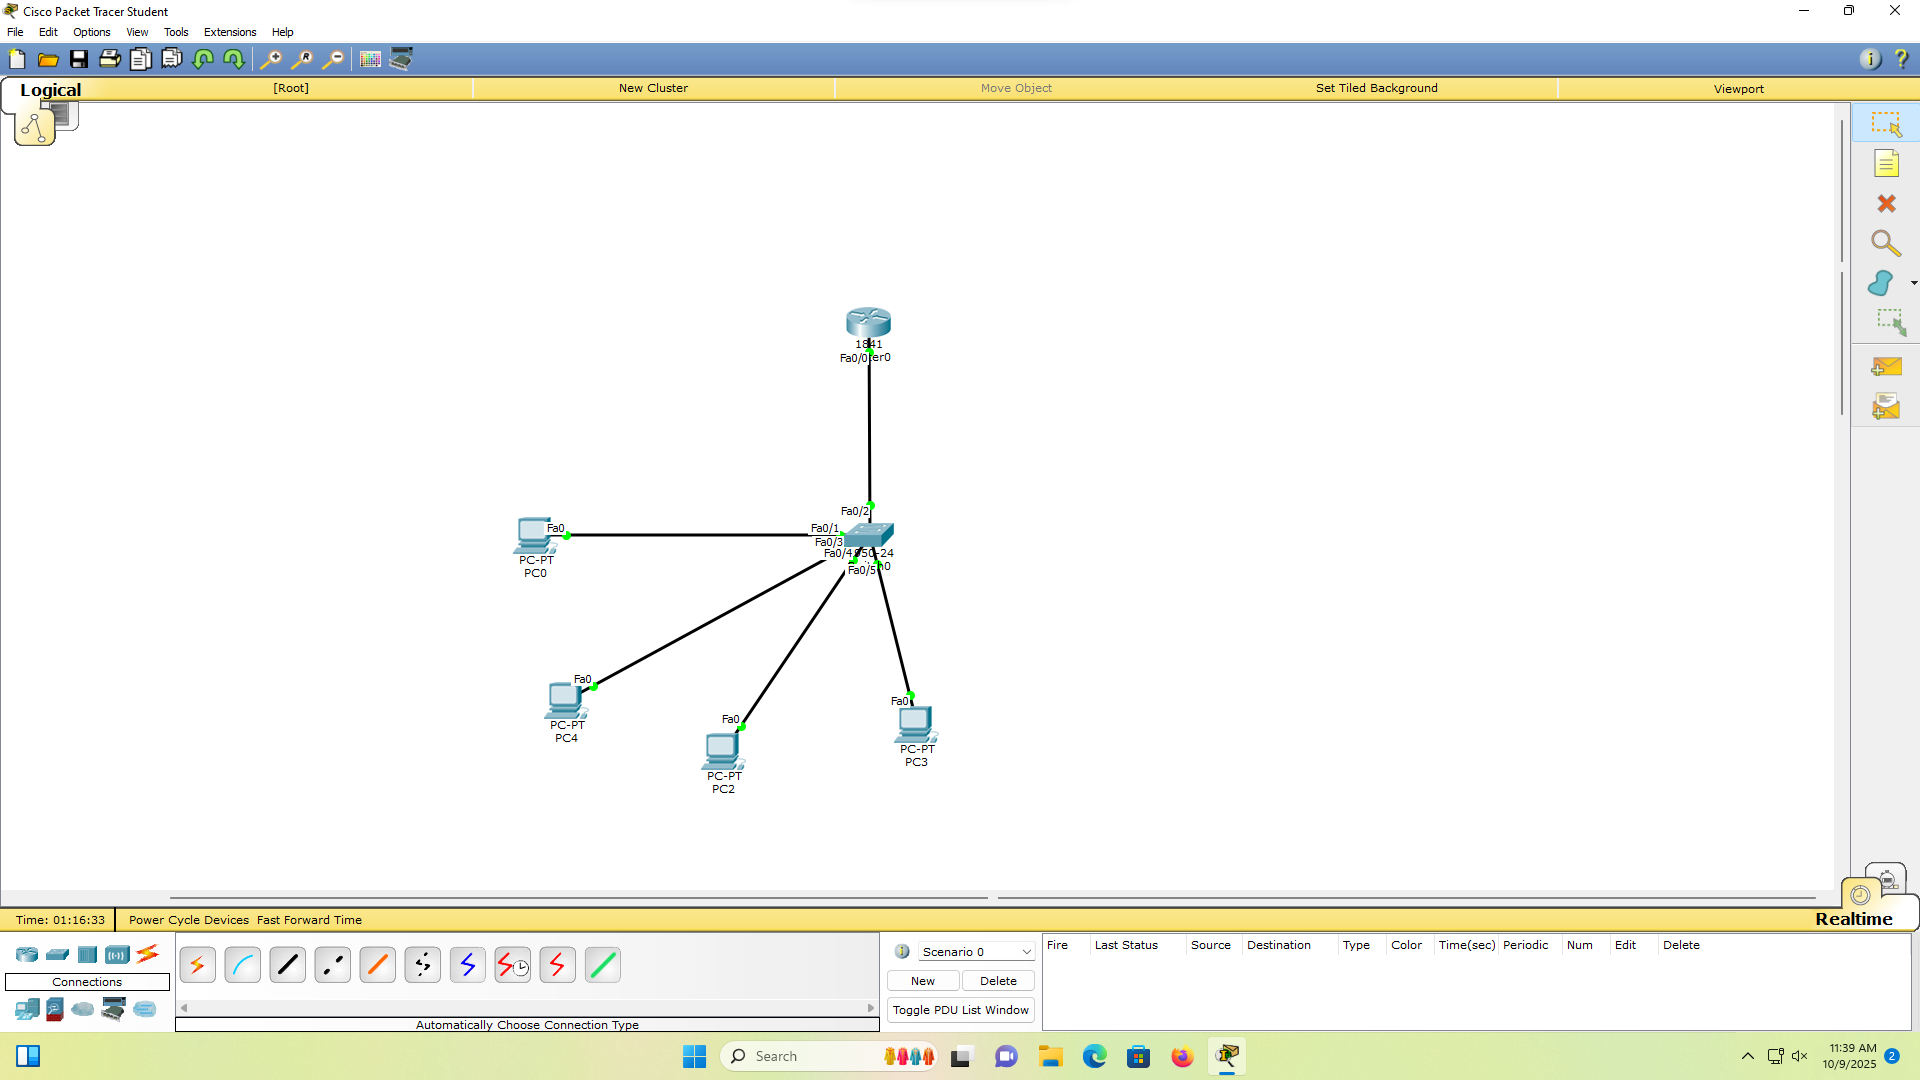 Cisco Packet Tracer Student
File Edit Options View Tools Extensions Help
Logical [Root] New Cluster Move Object Set Tiled Background Viewport
1841
Fa0/0
Fa0/2
Fa0 Fa0/1
Fa0/3
Fa0/4 950-24
Fa0/5
PC-PT
PC0
Fa0
PC-PT
PC4
Fa0
PC-PT
PC2
Fa0
PC-PT
PC3
Time: 01:16:33 Power Cycle Devices Fast Forward Time Realtime
Connections
Automatically Choose Connection Type
Scenario 0
New Delete
Toggle PDU List Window
Fire Last Status Source Destination Type Color Time(sec) Periodic Num Edit Delete
Search
11:39 AM
10/9/2025
2